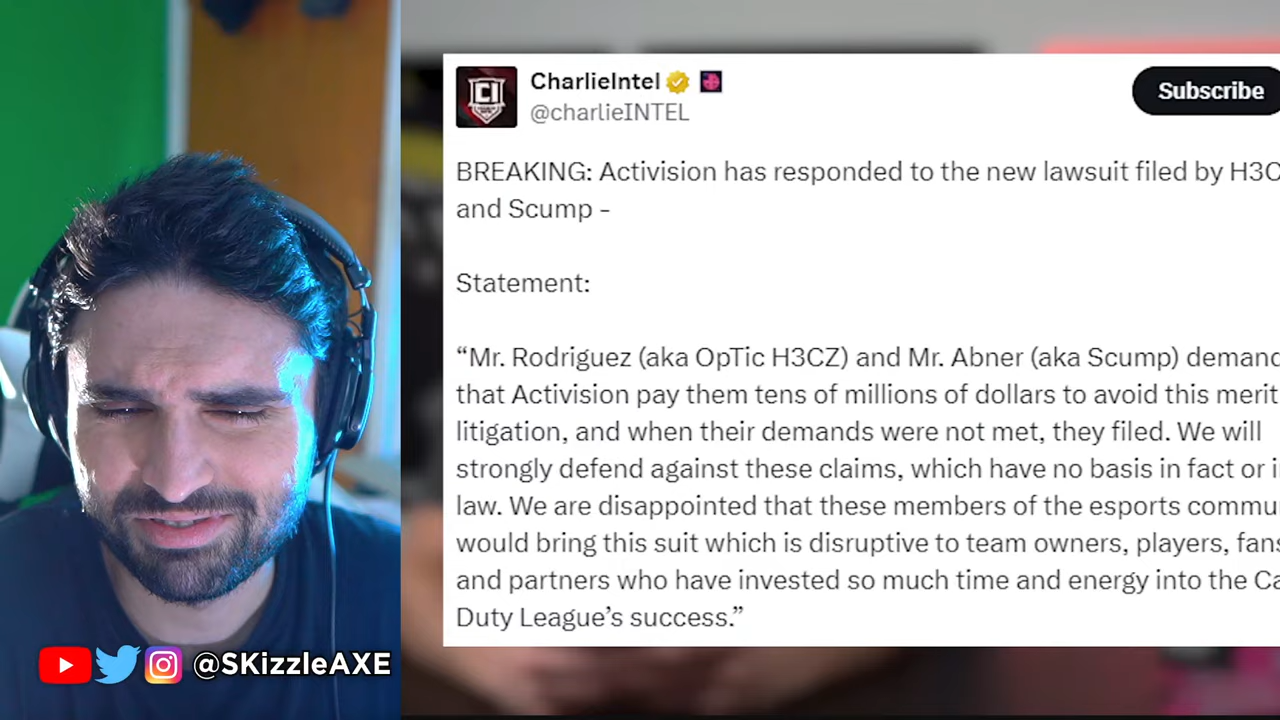 CharlieIntel
@charlieINTEL
Subscribe
CI
BREAKING: Activision has responded to the new lawsuit filed by
and Scump -
Statement:
“Mr. Rodriguez (aka OpTic H3CZ) and Mr. Abner (aka Scump)
that Activision pay them tens of millions of dollars to avoid this
litigation, and when their demands were not met, they filed. We will
strongly defend against these claims, which have no basis in fact or
law. We are disappointed that these members of the esports
would bring this suit which is disruptive to team owners, players,
and partners who have invested so much time and energy into the
Duty League’s success.”
@SKizzleAXE